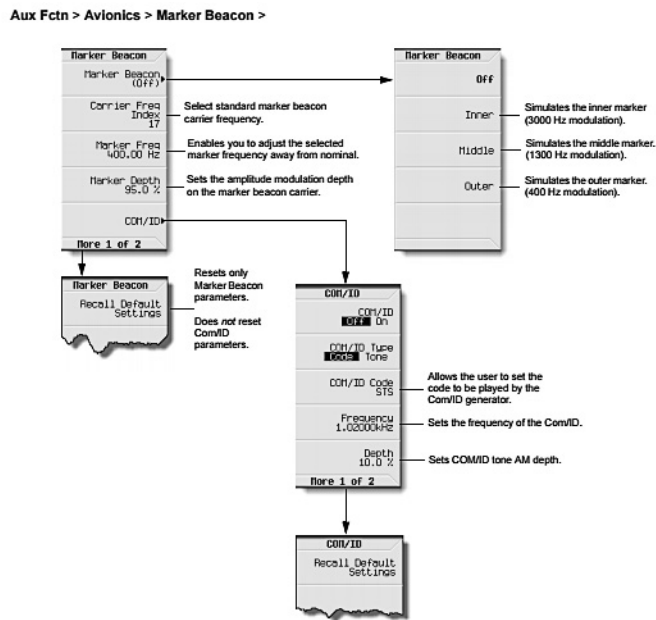 Aux Fctn > Avionics > Marker Beacon >
Marker Beacon
Marker Beacon
(Off)
Carrier Freq
Index
17
Marker Freq
400.00 Hz
Marker Depth
95.0 %
COM/ID
More 1 of 2
Select standard marker beacon
carrier frequency.
Enables you to adjust the selected
marker frequency away from nominal.
Sets the amplitude modulation depth
on the marker beacon carrier.
Marker Beacon
Off
Inner
Middle
Outer
Simulates the inner marker
(3000 Hz modulation).
Simulates the middle marker.
(1300 Hz modulation).
Simulates the outer marker.
(400 Hz modulation).
Marker Beacon
Recall Default
Settings
Resets only
Marker Beacon
parameters.
Does not reset
Com/ID
parameters.
COM/ID
COM/ID
Off On
COM/ID Type
Code Tone
COM/ID Code
STS
Frequency
1.02000kHz
Depth
10.0 %
More 1 of 2
Allows the user to set the
code to be played by the
Com/ID generator.
Sets the frequency of the Com/ID.
Sets COM/ID tone AM depth.
COM/ID
Recall Default
Settings